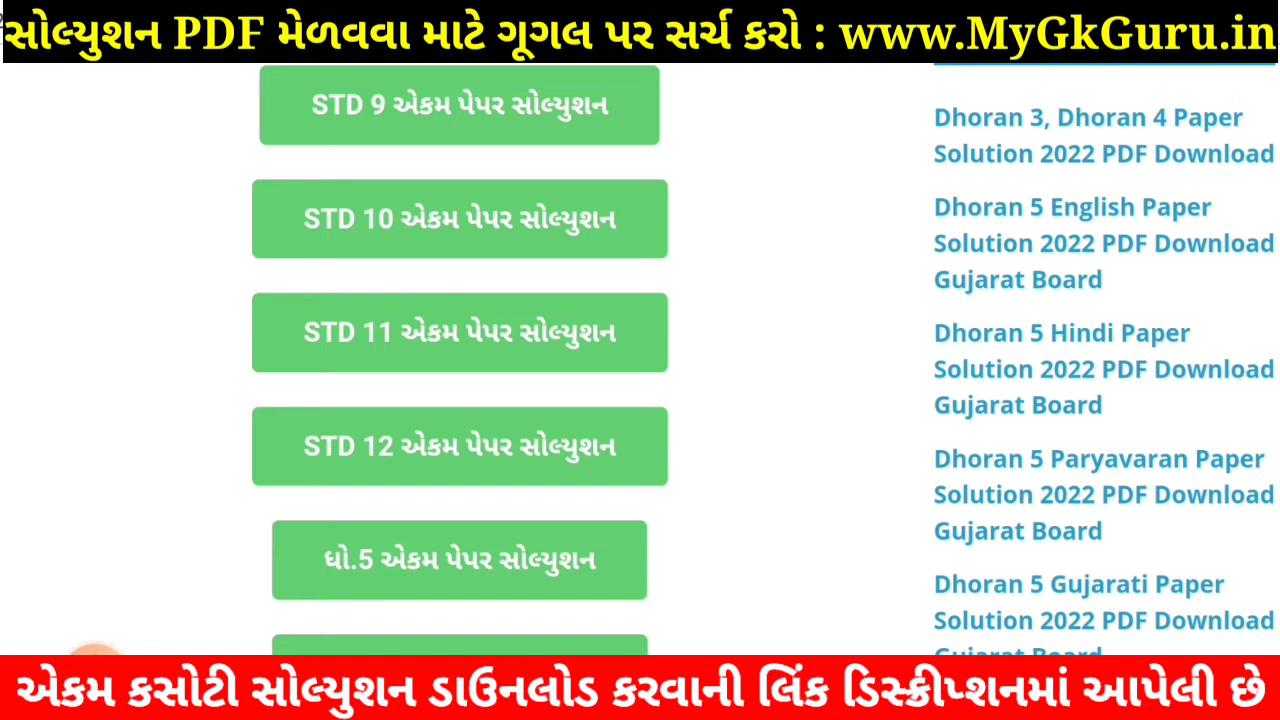 સોલ્યુશન PDF મેળવવા માટે ગૂગલ પર સર્ચ કરો : www.MyGkGuru.in
STD 9 એકમ પેપર સોલ્યુશન
STD 10 એકમ પેપર સોલ્યુશન
STD 11 એકમ પેપર સોલ્યુશન
STD 12 એકમ પેપર સોલ્યુશન
ધો.5 એકમ પેપર સોલ્યુશન
Dhoran 3, Dhoran 4 Paper
Solution 2022 PDF Download
Dhoran 5 English Paper
Solution 2022 PDF Download
Gujarat Board
Dhoran 5 Hindi Paper
Solution 2022 PDF Download
Gujarat Board
Dhoran 5 Paryavaran Paper
Solution 2022 PDF Download
Gujarat Board
Dhoran 5 Gujarati Paper
Solution 2022 PDF Download
Gujarat Board
એકમ કસોટી સોલ્યુશન ડાઉનલોડ કરવાની લિંક ડિસ્ક્રીપ્શનમાં આપેલી છે